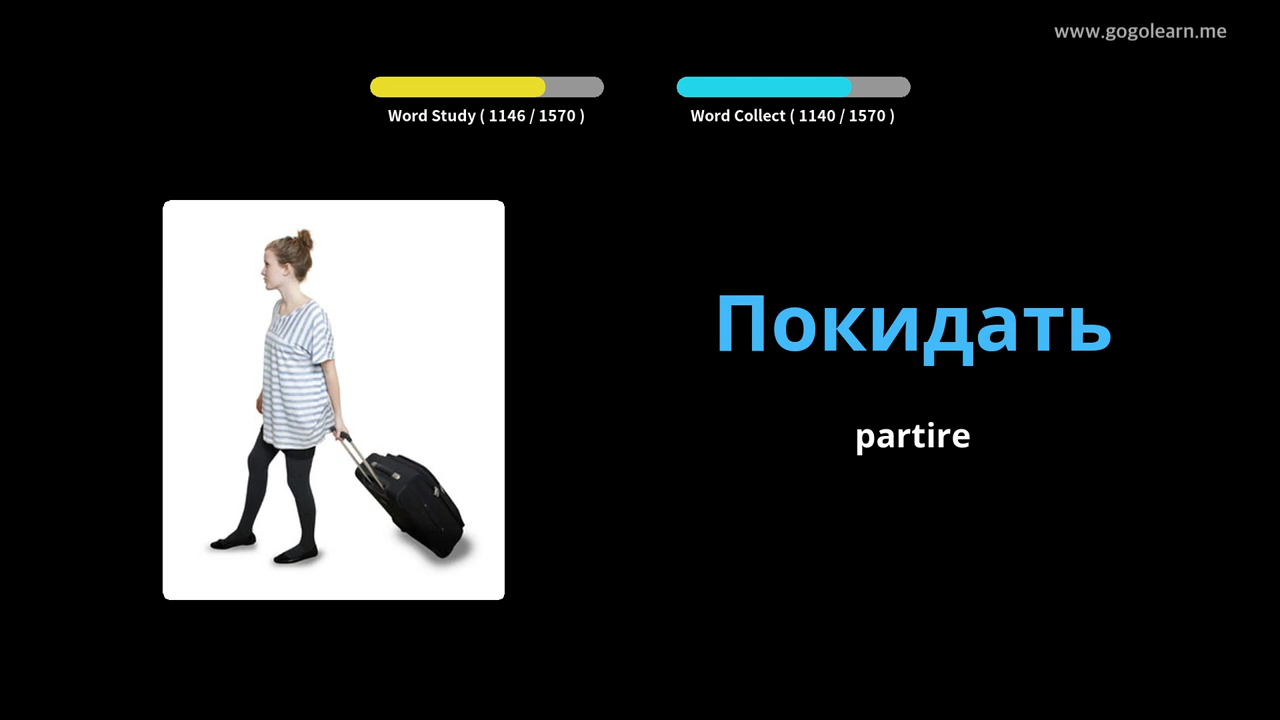 www.gogolearn.me
Word Study ( 1146 / 1570 )
Word Collect ( 1140 / 1570 )
Покидать
partire